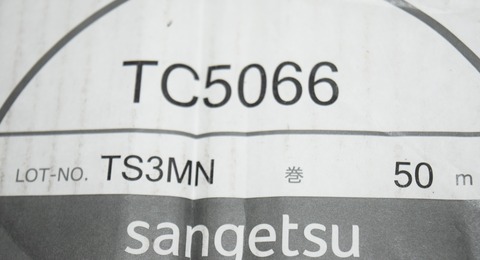 TC5066
LOT-NO. TS3MN 巻 50 m
sangetsu